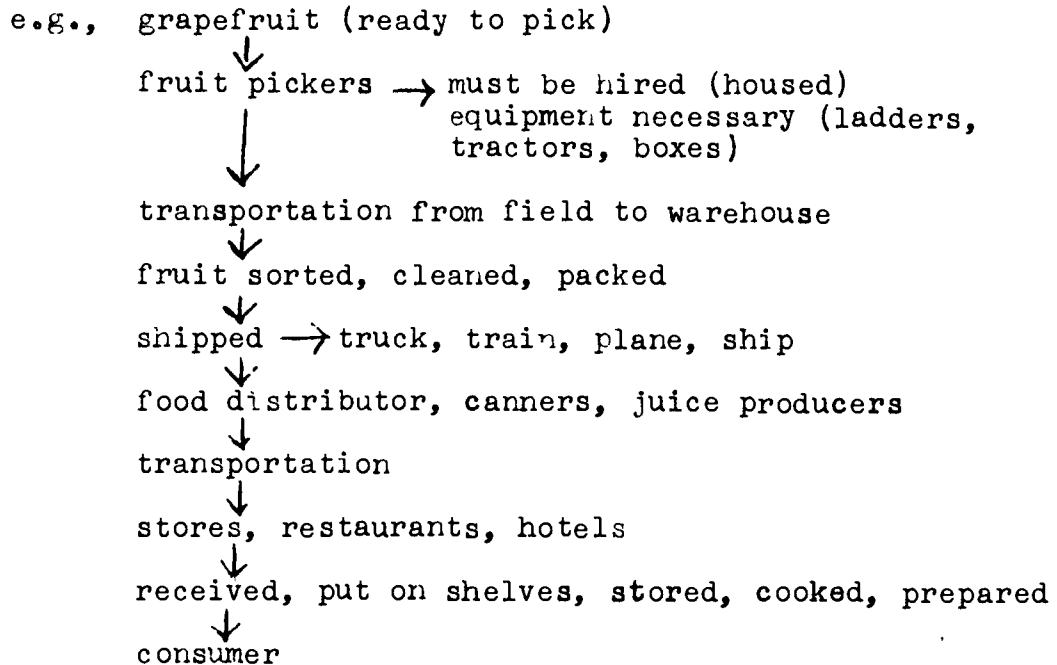 e.g., grapefruit (ready to pick)
fruit pickers → must be hired (housed)
equipment necessary (ladders,
tractors, boxes)
transportation from field to warehouse
fruit sorted, cleaned, packed
shipped → truck, train, plane, ship
food distributor, canners, juice producers
transportation
stores, restaurants, hotels
received, put on shelves, stored, cooked, prepared
consumer